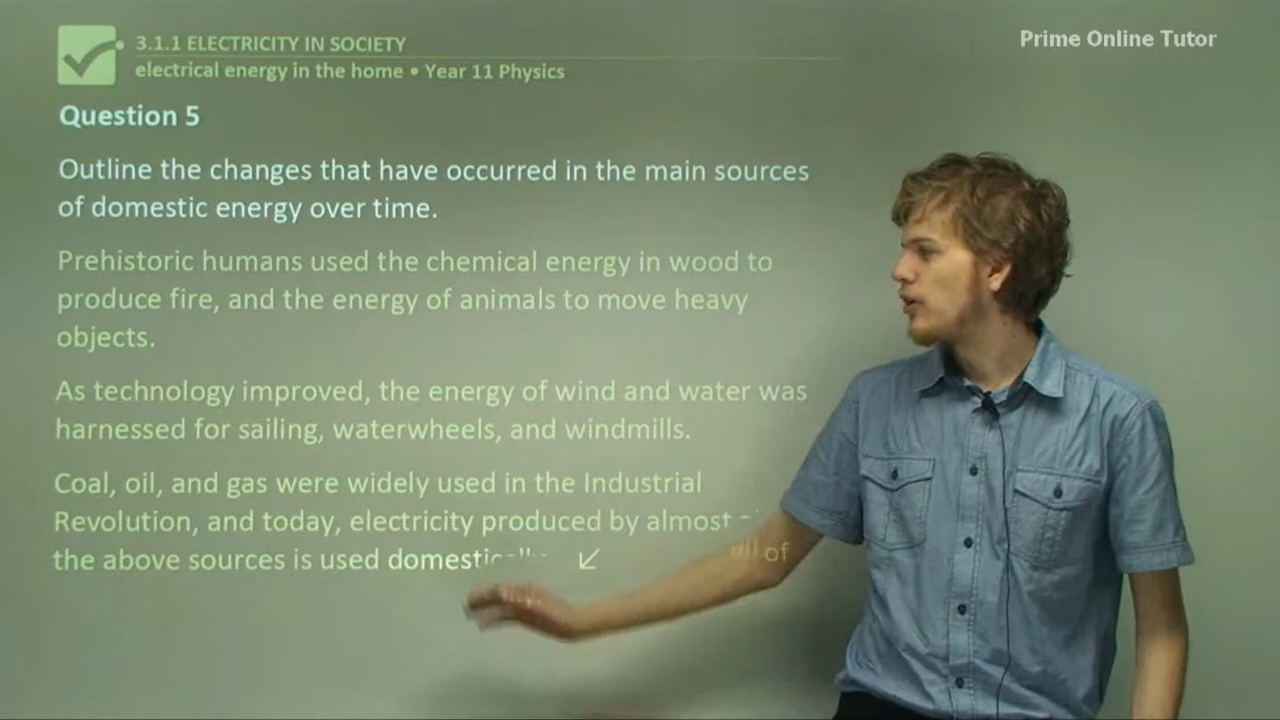 3.1.1 ELECTRICITY IN SOCIETY
Prime Online Tutor
electrical energy in the home • Year 11 Physics
Question 5
Outline the changes that have occurred in the main sources
of domestic energy over time.
Prehistoric humans used the chemical energy in wood to
produce fire, and the energy of animals to move heavy
objects.
As technology improved, the energy of wind and water was
harnessed for sailing, waterwheels, and windmills.
Coal, oil, and gas were widely used in the Industrial
Revolution, and today, electricity produced by almost all of
the above sources is used domestically.